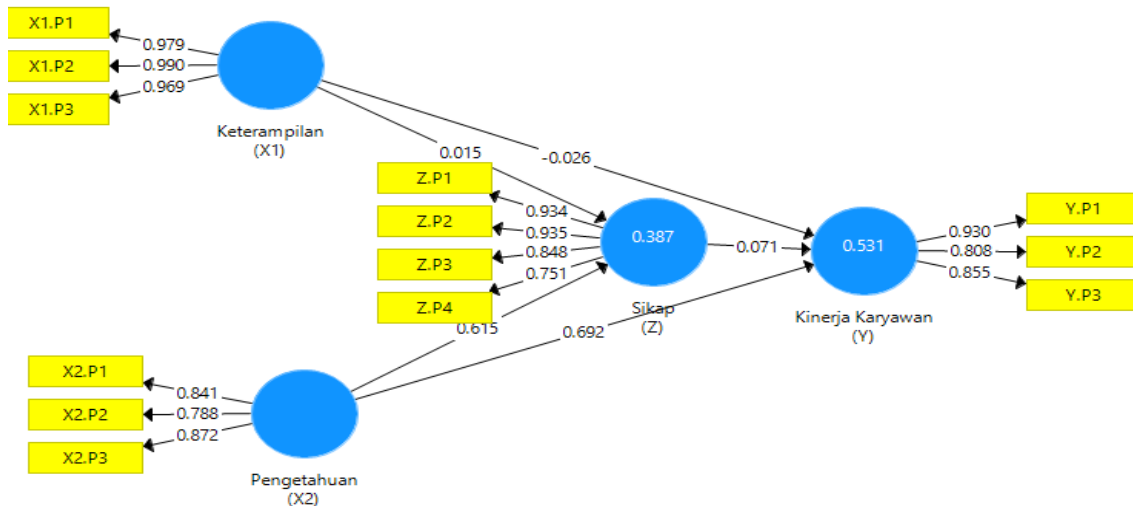 X1.P1
X1.P2
X1.P3
0.979
0.990
0.969
Keterampilan
(X1)
0.015
-0.026
Z.P1
Z.P2
Z.P3
Z.P4
0.934
0.935
0.848
0.751
0.387
Sikap
(Z)
0.071
0.531
Kinerja Karyawan
(Y)
0.930
0.808
0.855
Y.P1
Y.P2
Y.P3
0.615
0.692
X2.P1
X2.P2
X2.P3
0.841
0.788
0.872
Pengetahuan
(X2)